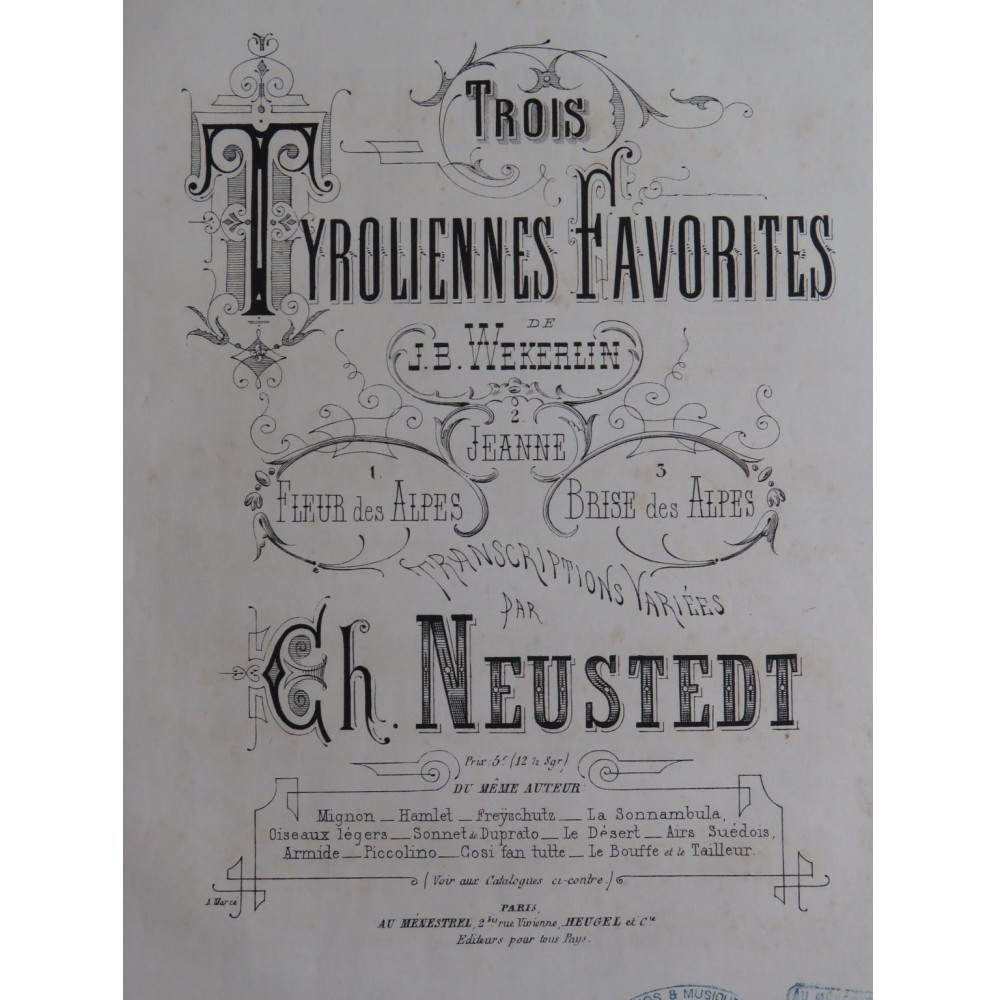 TROIS
TYROLIENNES FAVORITES
DE
J. B. WEKERLIN
1
FLEUR des ALPES
2
JEANNE
3
BRISE des ALPES
TRANSCRIPTIONS VARIÉES
PAR
Ch. NEUSTEDT
Prix: 5f (12 ½ Sgr)
DU MÊME AUTEUR
Mignon _ Hamlet _ Freÿschutz _ La Sonnambula,
Oiseaux légers _ Sonnet de Duprato _ Le Désert _ Airs Suédois,
Armide _ Piccolino _ Cosi fan tutte _ Le Bouffe et le Tailleur.
(Voir aux Catalogues ci-contre.)
A. Marcé
PARIS,
AU MÉNESTREL, 2 bis rue Vivienne, HEUGEL et Cie
Editeurs pour tous Pays.
& MUSIQU